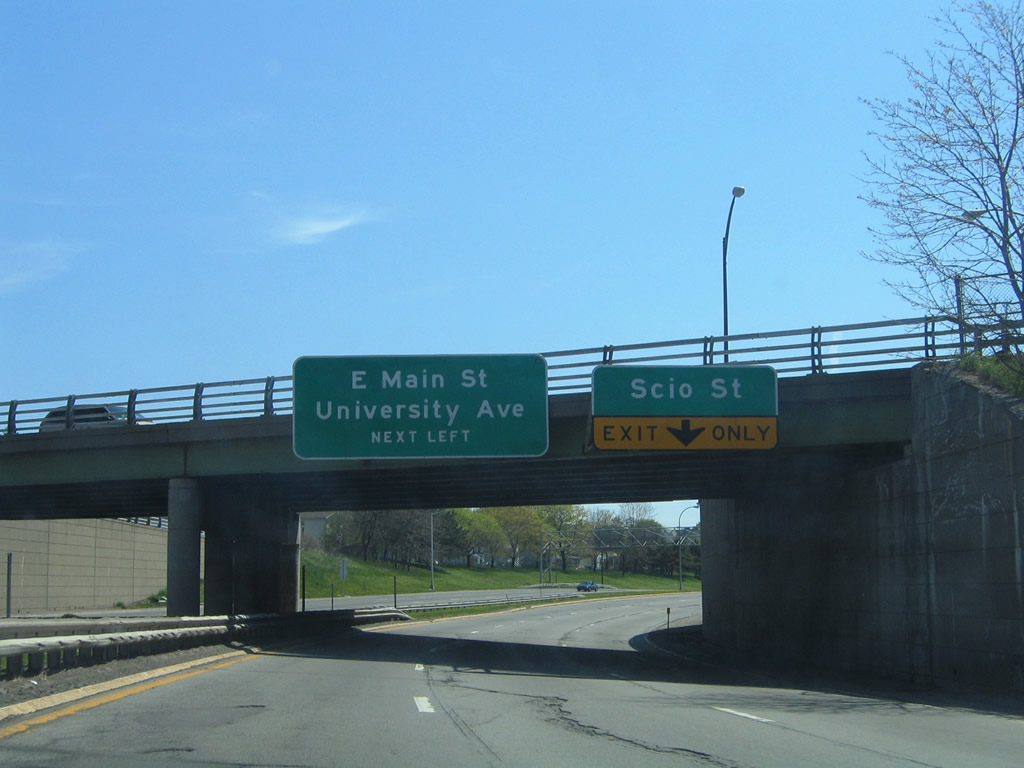 E Main St
University Ave
NEXT LEFT
Scio St
EXIT ONLY